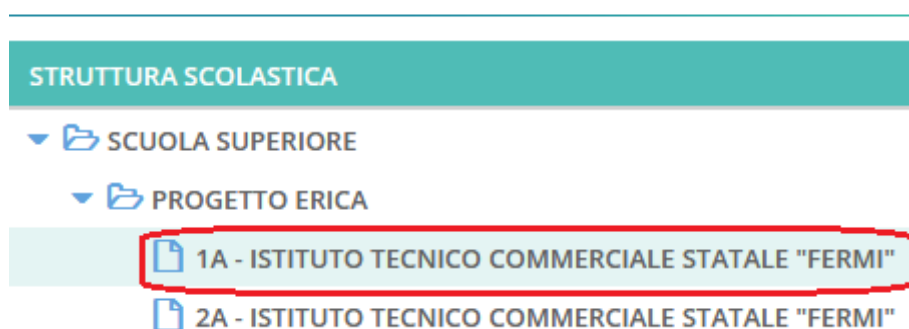 STRUTTURA SCOLASTICA
SCUOLA SUPERIORE
PROGETTO ERICA
1A - ISTITUTO TECNICO COMMERCIALE STATALE "FERMI"
2A - ISTITUTO TECNICO COMMERCIALE STATALE "FERMI"